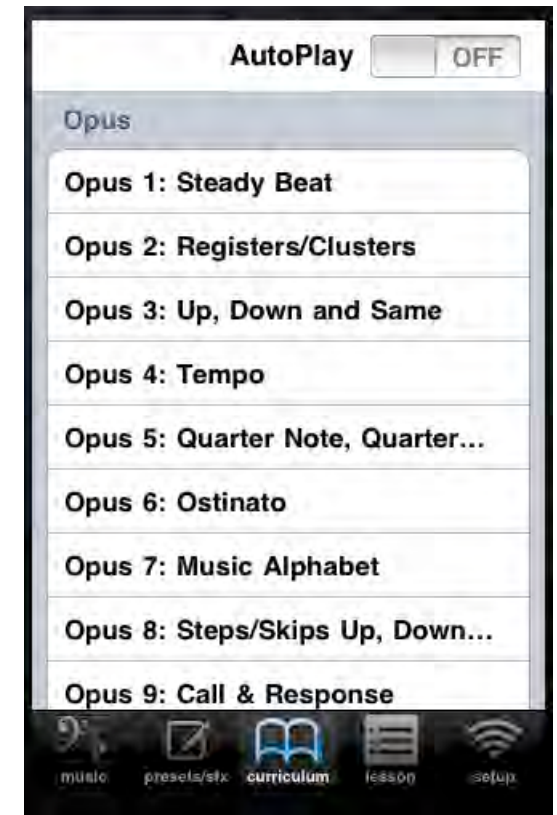 AutoPlay OFF
Opus
Opus 1: Steady Beat
Opus 2: Registers/Clusters
Opus 3: Up, Down and Same
Opus 4: Tempo
Opus 5: Quarter Note, Quarter...
Opus 6: Ostinato
Opus 7: Music Alphabet
Opus 8: Steps/Skips Up, Down...
Opus 9: Call & Response
music presets/sfx curriculum lesson setup